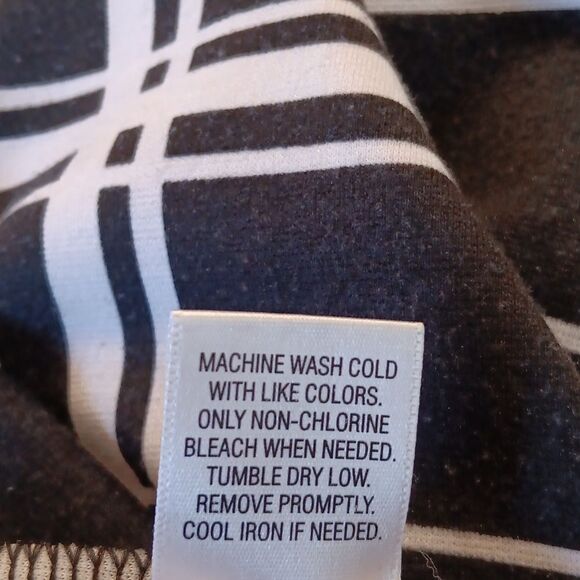 MACHINE WASH COLD
WITH LIKE COLORS.
ONLY NON-CHLORINE
BLEACH WHEN NEEDED.
TUMBLE DRY LOW.
REMOVE PROMPTLY.
COOL IRON IF NEEDED.